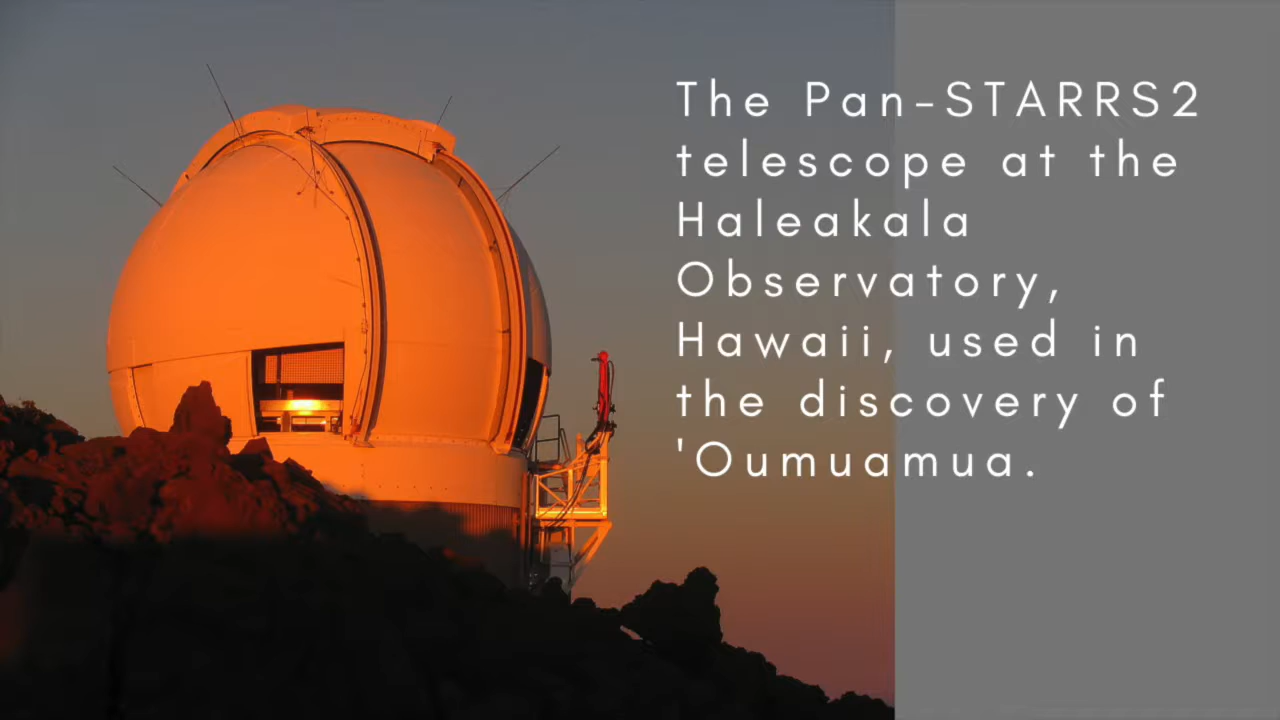 The Pan-STARRS2
telescope at the
Haleakala
Observatory,
Hawaii, used in
the discovery of
'Oumuamua.